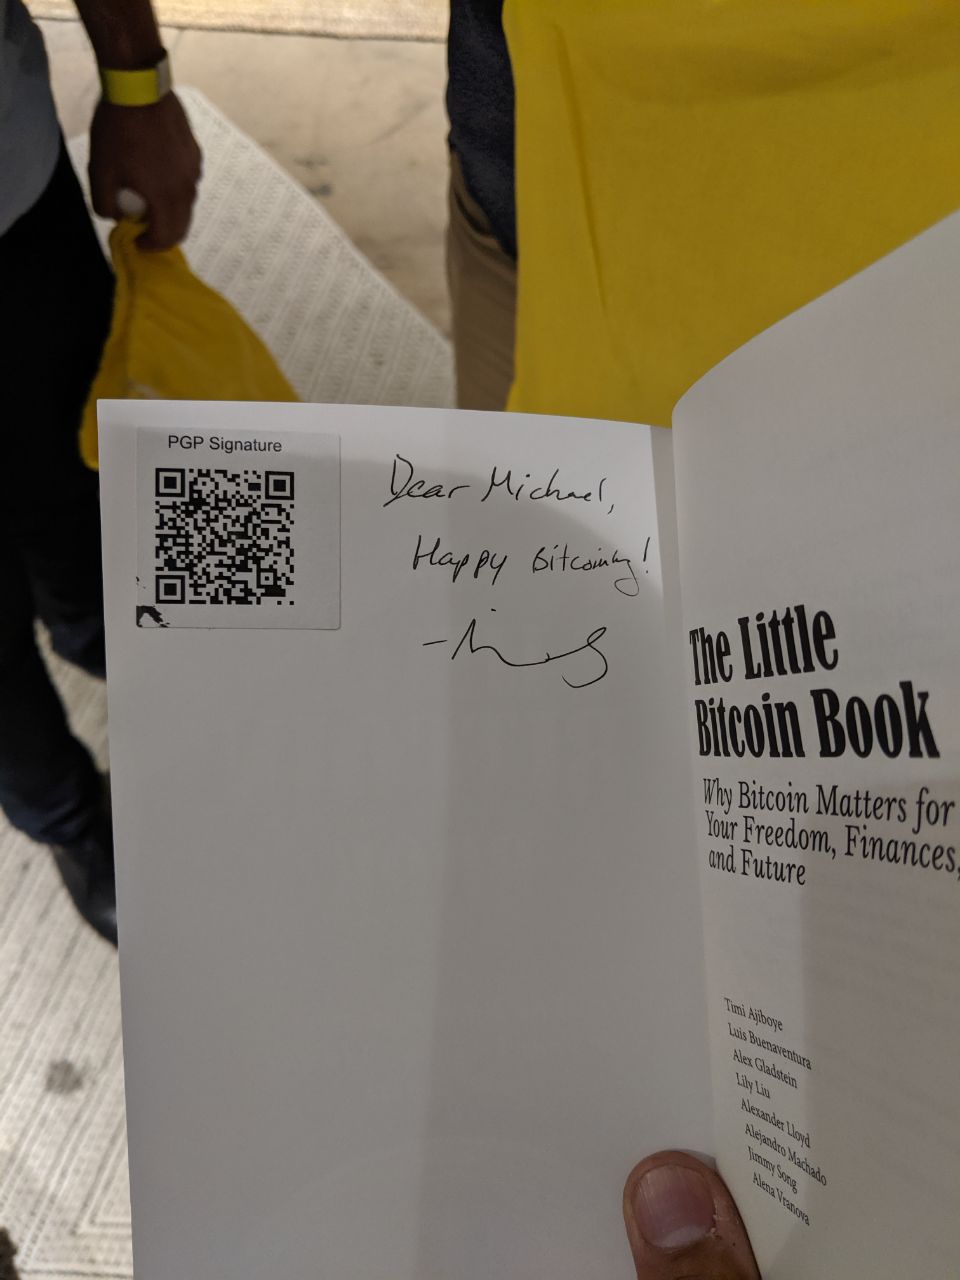 PGP Signature
Dear Michael,
Happy Bitcoining!
The Little
Bitcoin Book
Why Bitcoin Matters for
Your Freedom, Finances,
and Future
Timi Ajiboye
Luis Buenaventura
Alex Gladstein
Lily Liu
Alexander Lloyd
Alejandro Machado
Jimmy Song
Alena Vranova